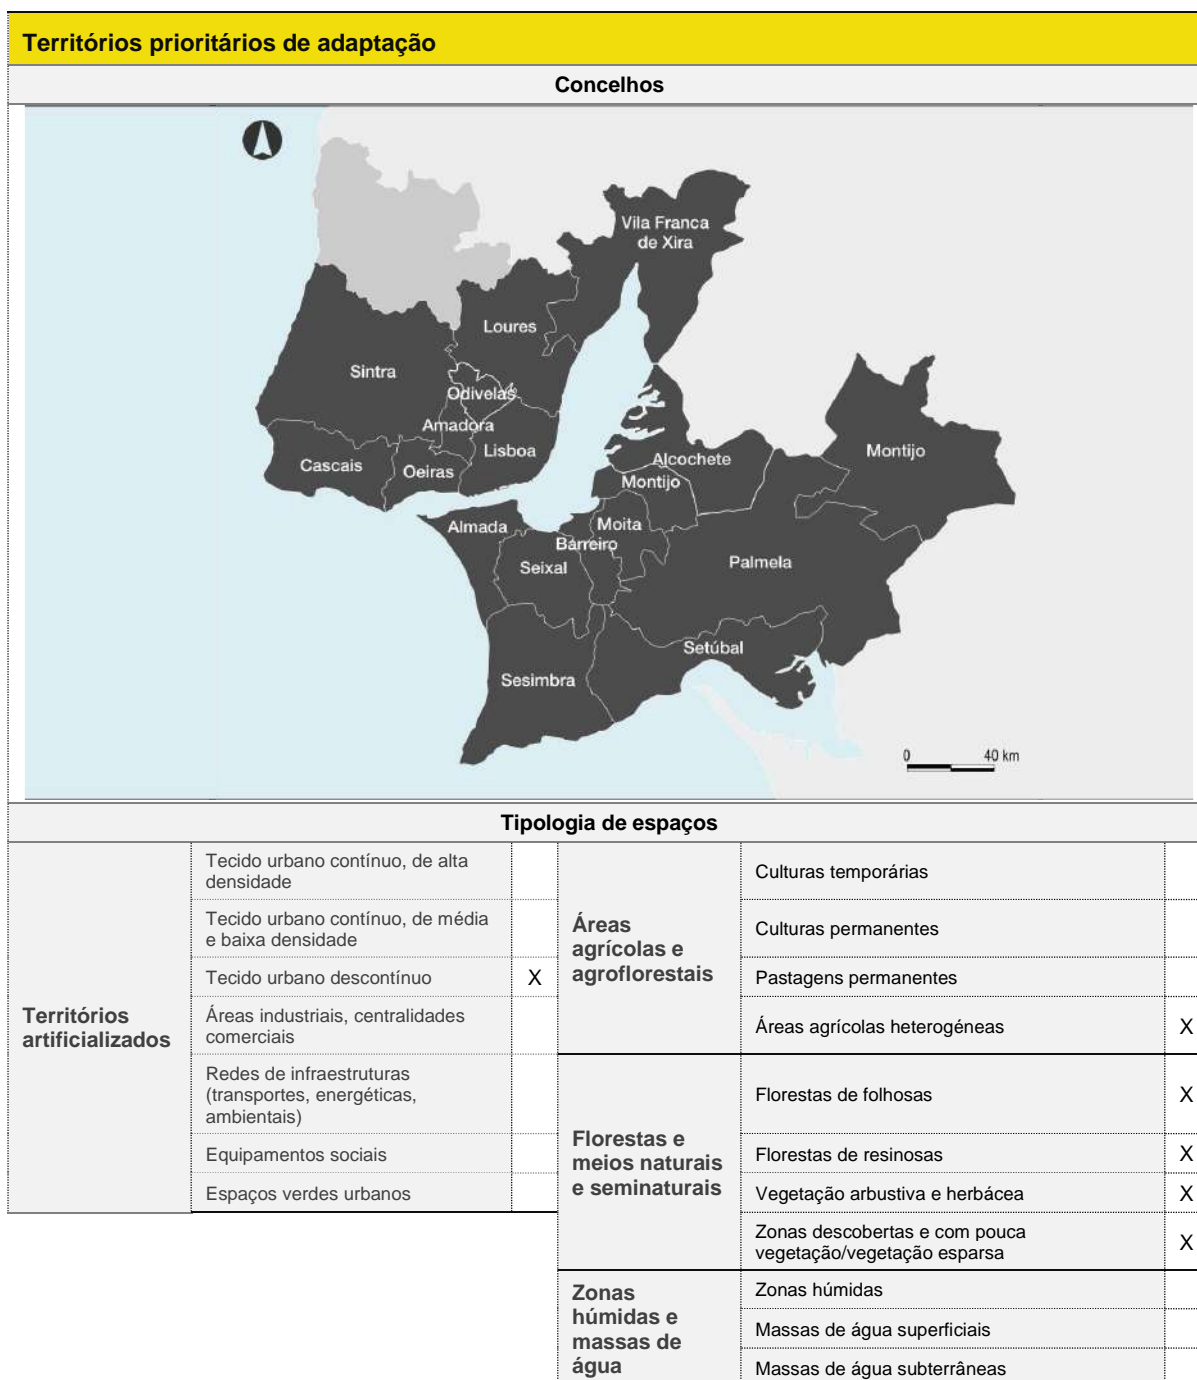 Territórios prioritários de adaptação
Concelhos
Vila Franca
de Xira
Loures
Sintra
Odivelas
Amadora
Lisboa
Cascais
Oeiras
Alcochete
Montijo
Montijo
Almada
Moita
Barreiro
Seixal
Palmela
Setúbal
Sesimbra
0 40 km
Tipologia de espaços
Territórios
artificializados
Tecido urbano contínuo, de alta
densidade
Tecido urbano contínuo, de média
e baixa densidade
Tecido urbano descontínuo X
Áreas industriais, centralidades
comerciais
Redes de infraestruturas
(transportes, energéticas,
ambientais)
Equipamentos sociais
Espaços verdes urbanos
Áreas
agrícolas e
agroflorestais
Culturas temporárias
Culturas permanentes
Pastagens permanentes
Áreas agrícolas heterogéneas X
Florestas e
meios naturais
e seminaturais
Florestas de folhosas X
Florestas de resinosas X
Vegetação arbustiva e herbácea X
Zonas descobertas e com pouca
vegetação/vegetação esparsa X
Zonas
húmidas e
massas de
água
Zonas húmidas
Massas de água superficiais
Massas de água subterrâneas